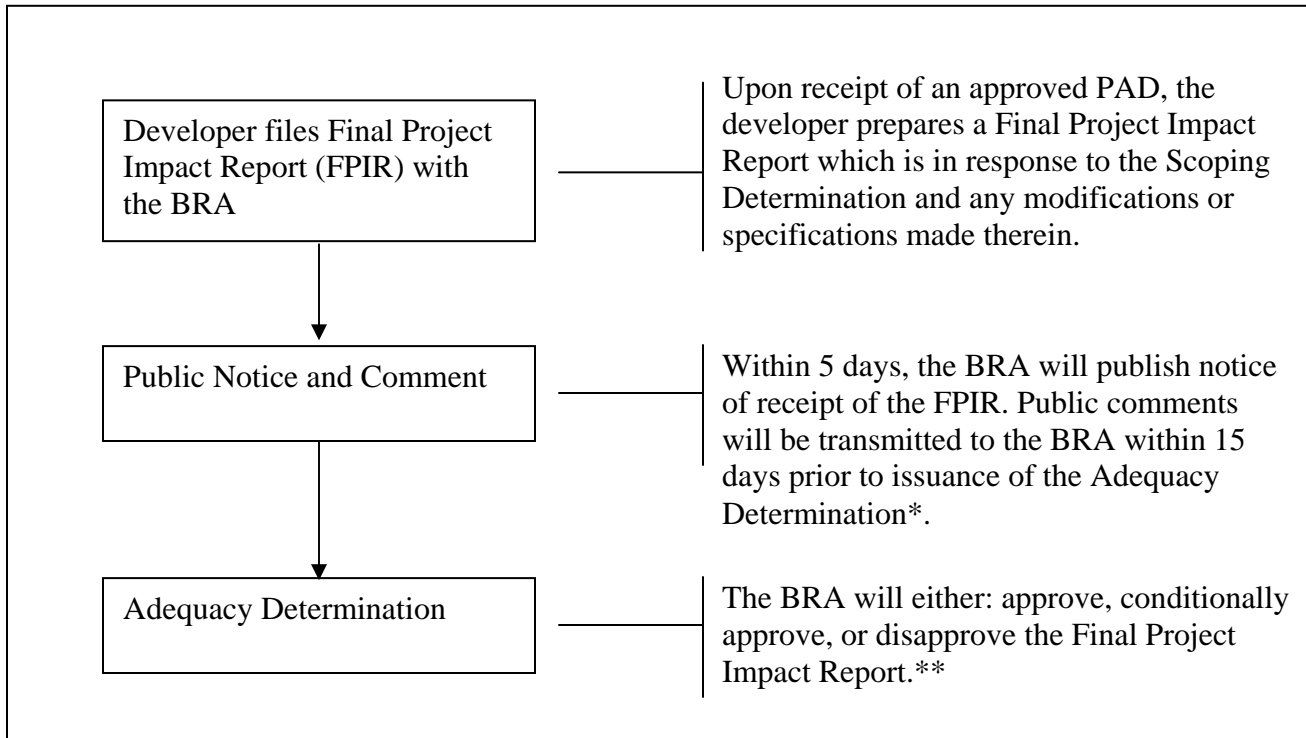 Developer files Final Project
Impact Report (FPIR) with
the BRA
Upon receipt of an approved PAD, the
developer prepares a Final Project Impact
Report which is in response to the Scoping
Determination and any modifications or
specifications made therein.
Public Notice and Comment
Within 5 days, the BRA will publish notice
of receipt of the FPIR. Public comments
will be transmitted to the BRA within 15
days prior to issuance of the Adequacy
Determination*.
Adequacy Determination
The BRA will either: approve, conditionally
approve, or disapprove the Final Project
Impact Report.**